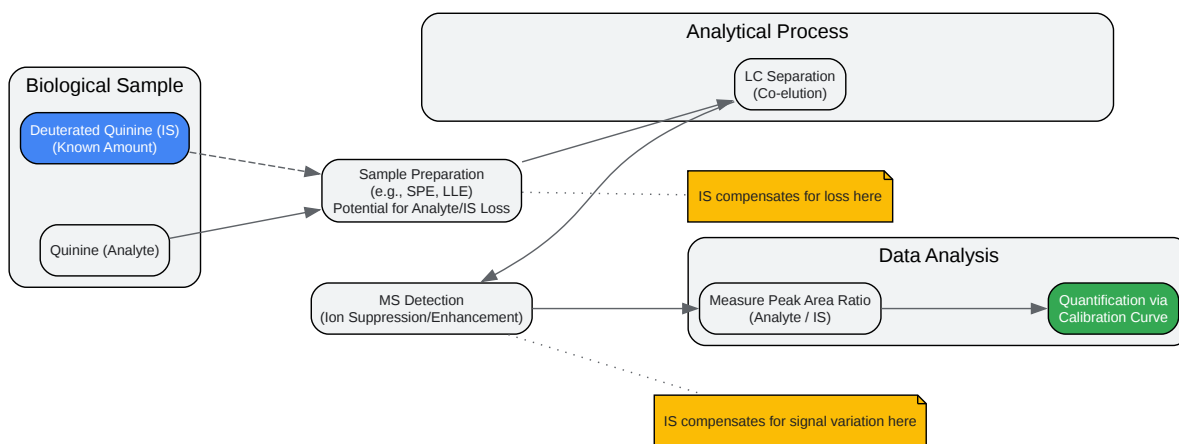 Analytical Process
LC Separation
(Co-elution)
Biological Sample
Deuterated Quinine (IS)
(Known Amount)
Quinine (Analyte)
Sample Preparation
(e.g., SPE, LLE)
Potential for Analyte/IS Loss
IS compensates for loss here
MS Detection
(Ion Suppression/Enhancement)
Data Analysis
Measure Peak Area Ratio
(Analyte / IS)
Quantification via
Calibration Curve
IS compensates for signal variation here